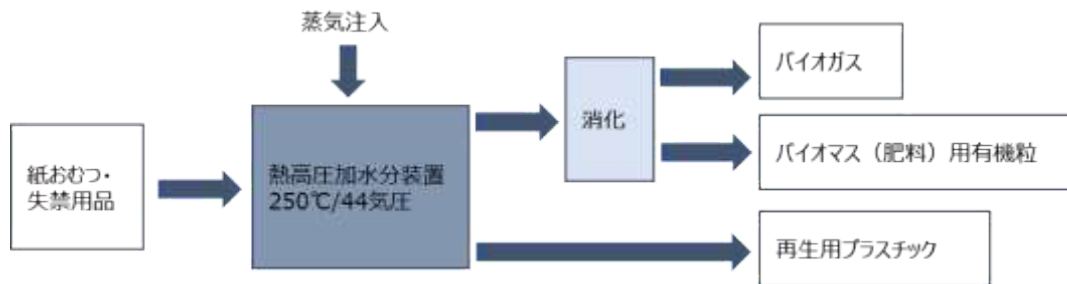 蒸気注入
紙おむつ・
失禁用品
熱高圧加水分装置
250℃/44気圧
消化
バイオガス
バイオマス（肥料）用有機粒
再生用プラスチック